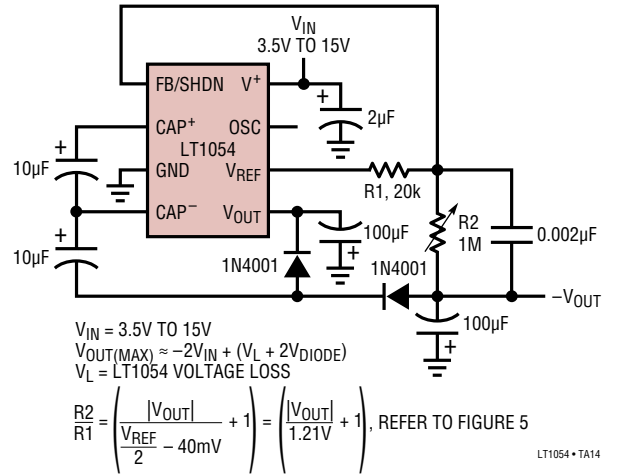 V_IN
3.5V TO 15V
FB/SHDN V+
+
2µF
CAP+ OSC
LT1054
+
10µF
GND V_REF
R1, 20k
CAP– V_OUT
R2
1M
0.002µF
+
10µF
100µF
+
1N4001
1N4001
–V_OUT
100µF
+
V_IN = 3.5V TO 15V
V_OUT(MAX) ≈ –2V_IN + (V_L + 2V_DIODE)
V_L = LT1054 VOLTAGE LOSS
R2/R1 = (|V_OUT| / (V_REF/2 – 40mV) + 1) = (|V_OUT|/1.21V + 1), REFER TO FIGURE 5
LT1054 • TA14